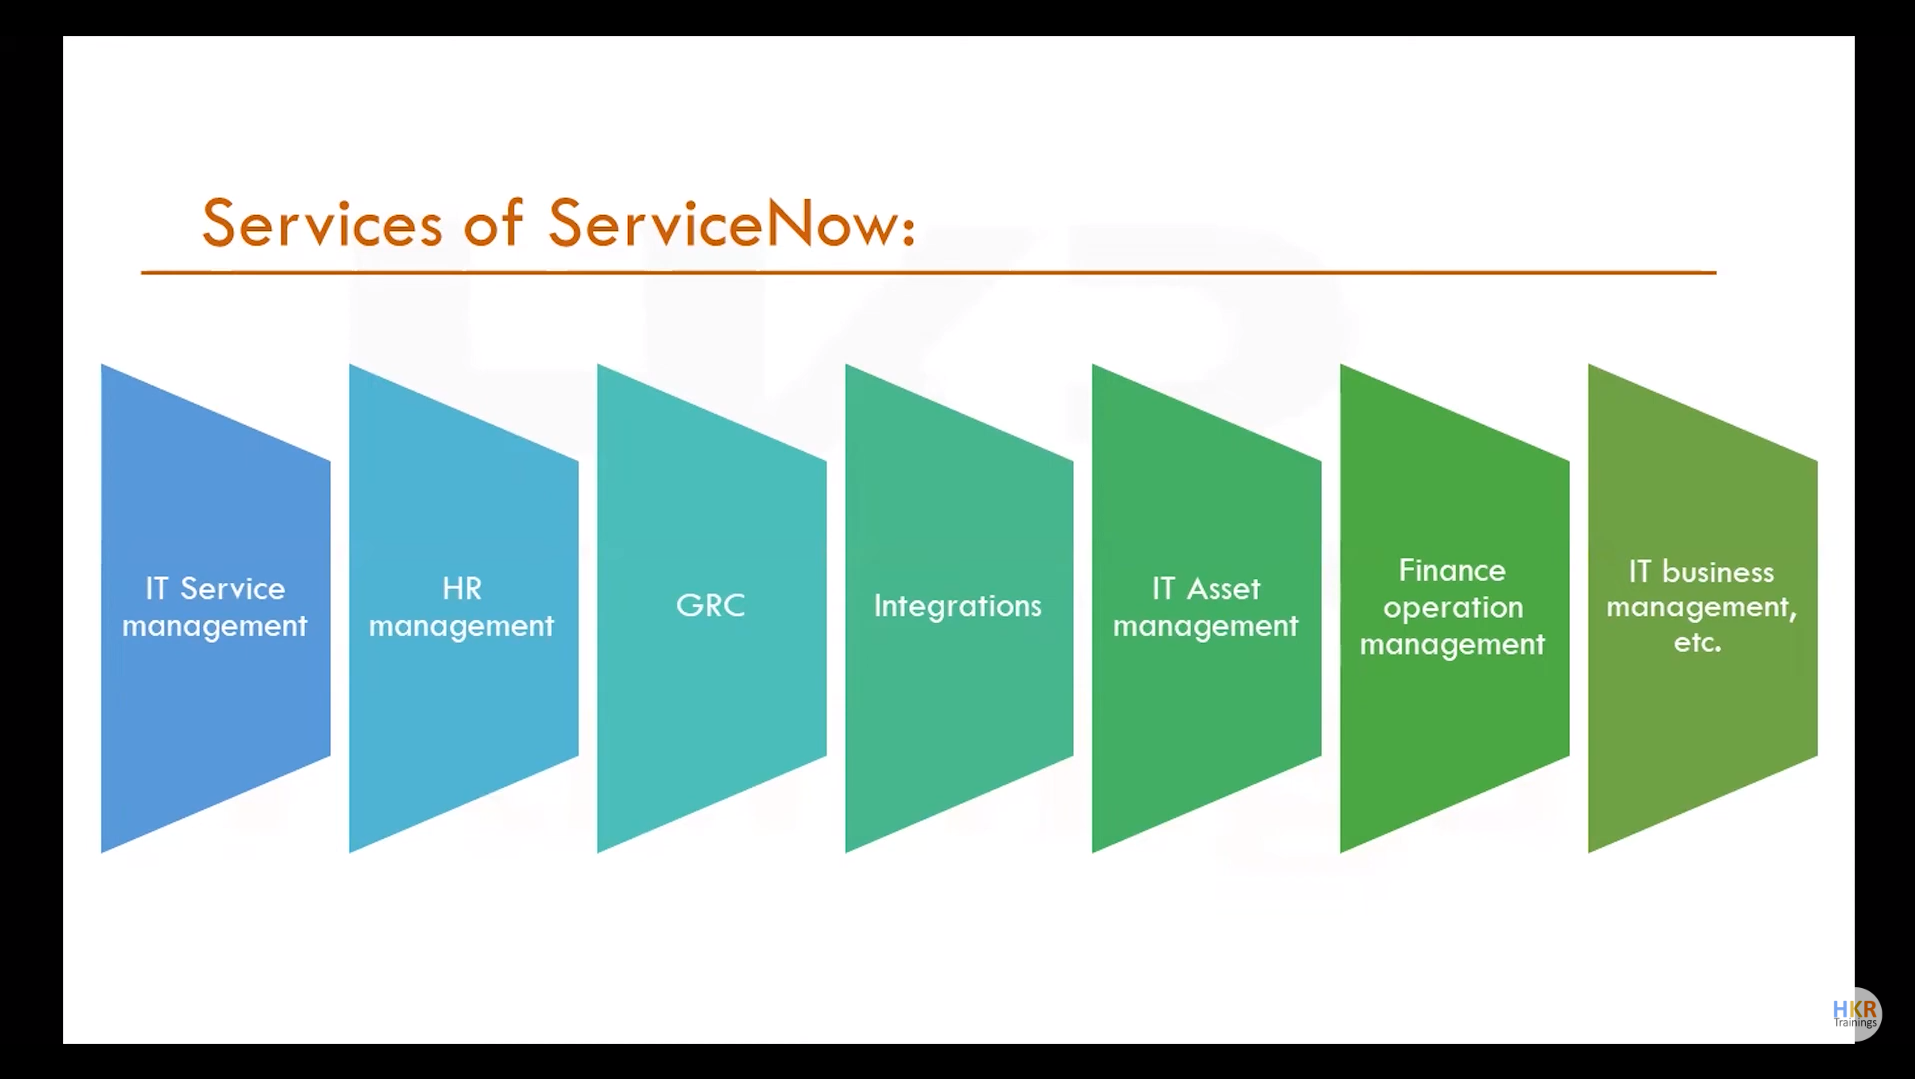 Services of ServiceNow:
IT Service
management
HR
management
GRC
Integrations
IT Asset
management
Finance
operation
management
IT business
management,
etc.
HKR
Trainings